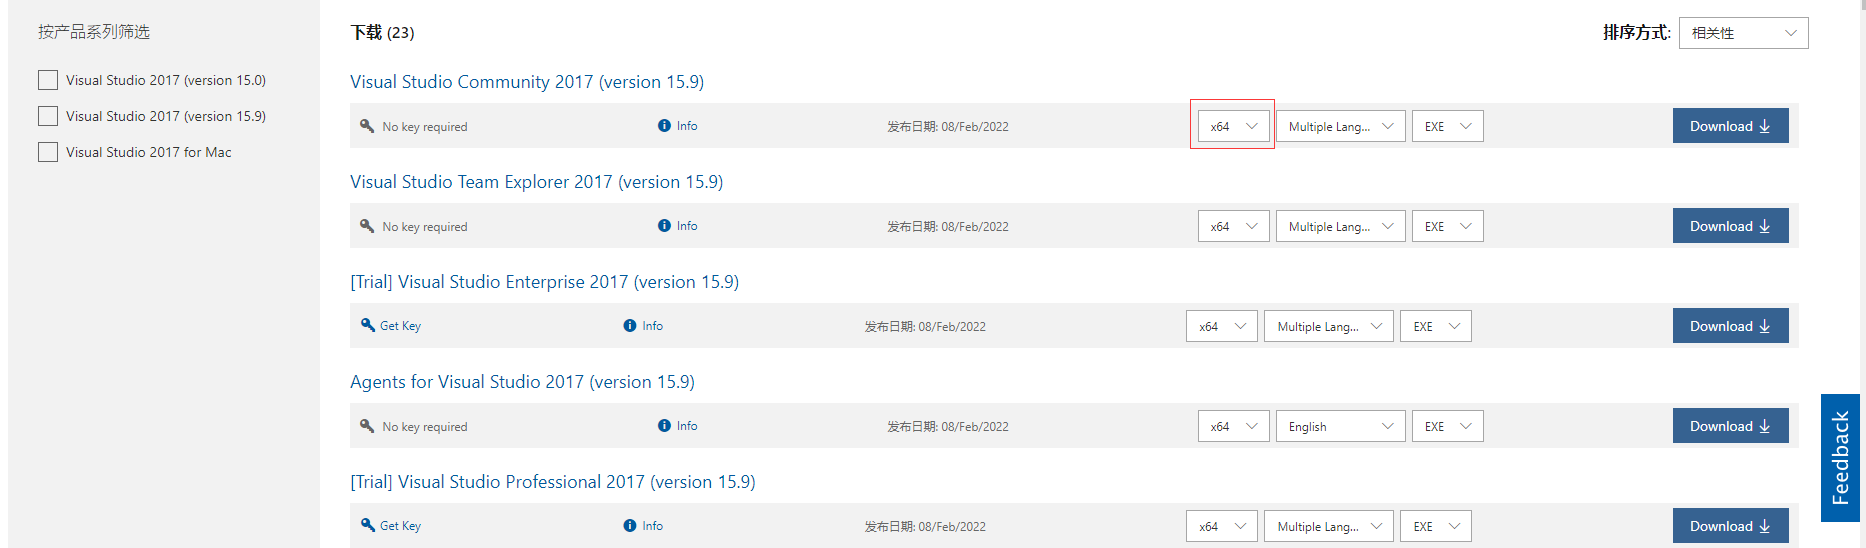 按产品系列筛选
Visual Studio 2017 (version 15.0)
Visual Studio 2017 (version 15.9)
Visual Studio 2017 for Mac
下载 (23)
排序方式: 相关性
Visual Studio Community 2017 (version 15.9)
No key required Info 发布日期: 08/Feb/2022 x64 Multiple Lang... EXE Download
Visual Studio Team Explorer 2017 (version 15.9)
No key required Info 发布日期: 08/Feb/2022 x64 Multiple Lang... EXE Download
[Trial] Visual Studio Enterprise 2017 (version 15.9)
Get Key Info 发布日期: 08/Feb/2022 x64 Multiple Lang... EXE Download
Agents for Visual Studio 2017 (version 15.9)
No key required Info 发布日期: 08/Feb/2022 x64 English EXE Download
[Trial] Visual Studio Professional 2017 (version 15.9)
Get Key Info 发布日期: 08/Feb/2022 x64 Multiple Lang... EXE Download
Feedback